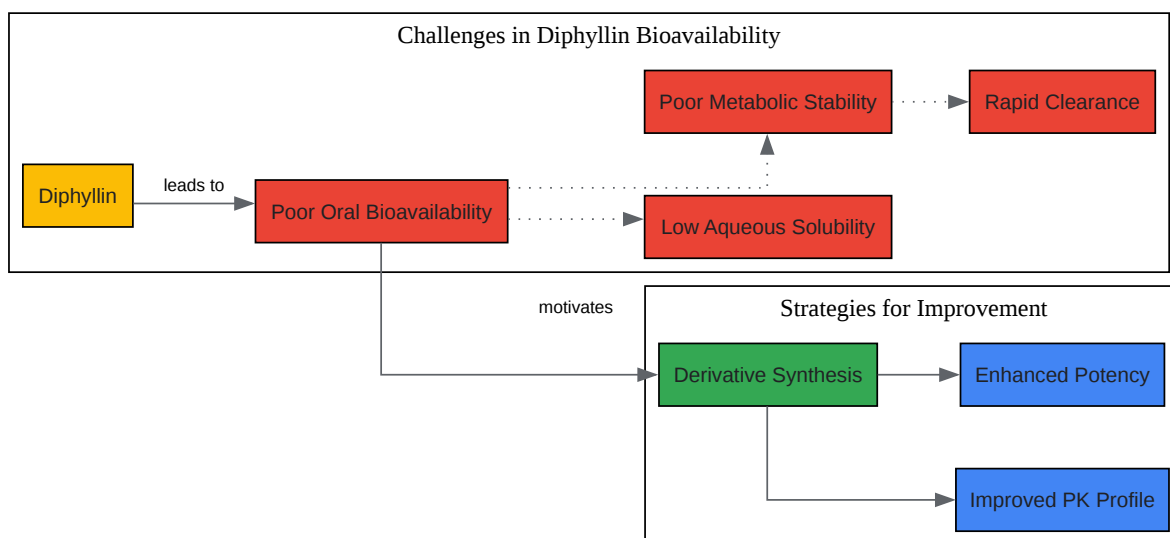 Challenges in Diphyllin Bioavailability
Poor Metabolic Stability
Rapid Clearance
Diphyllin
leads to
Poor Oral Bioavailability
Low Aqueous Solubility
motivates
Strategies for Improvement
Derivative Synthesis
Enhanced Potency
Improved PK Profile